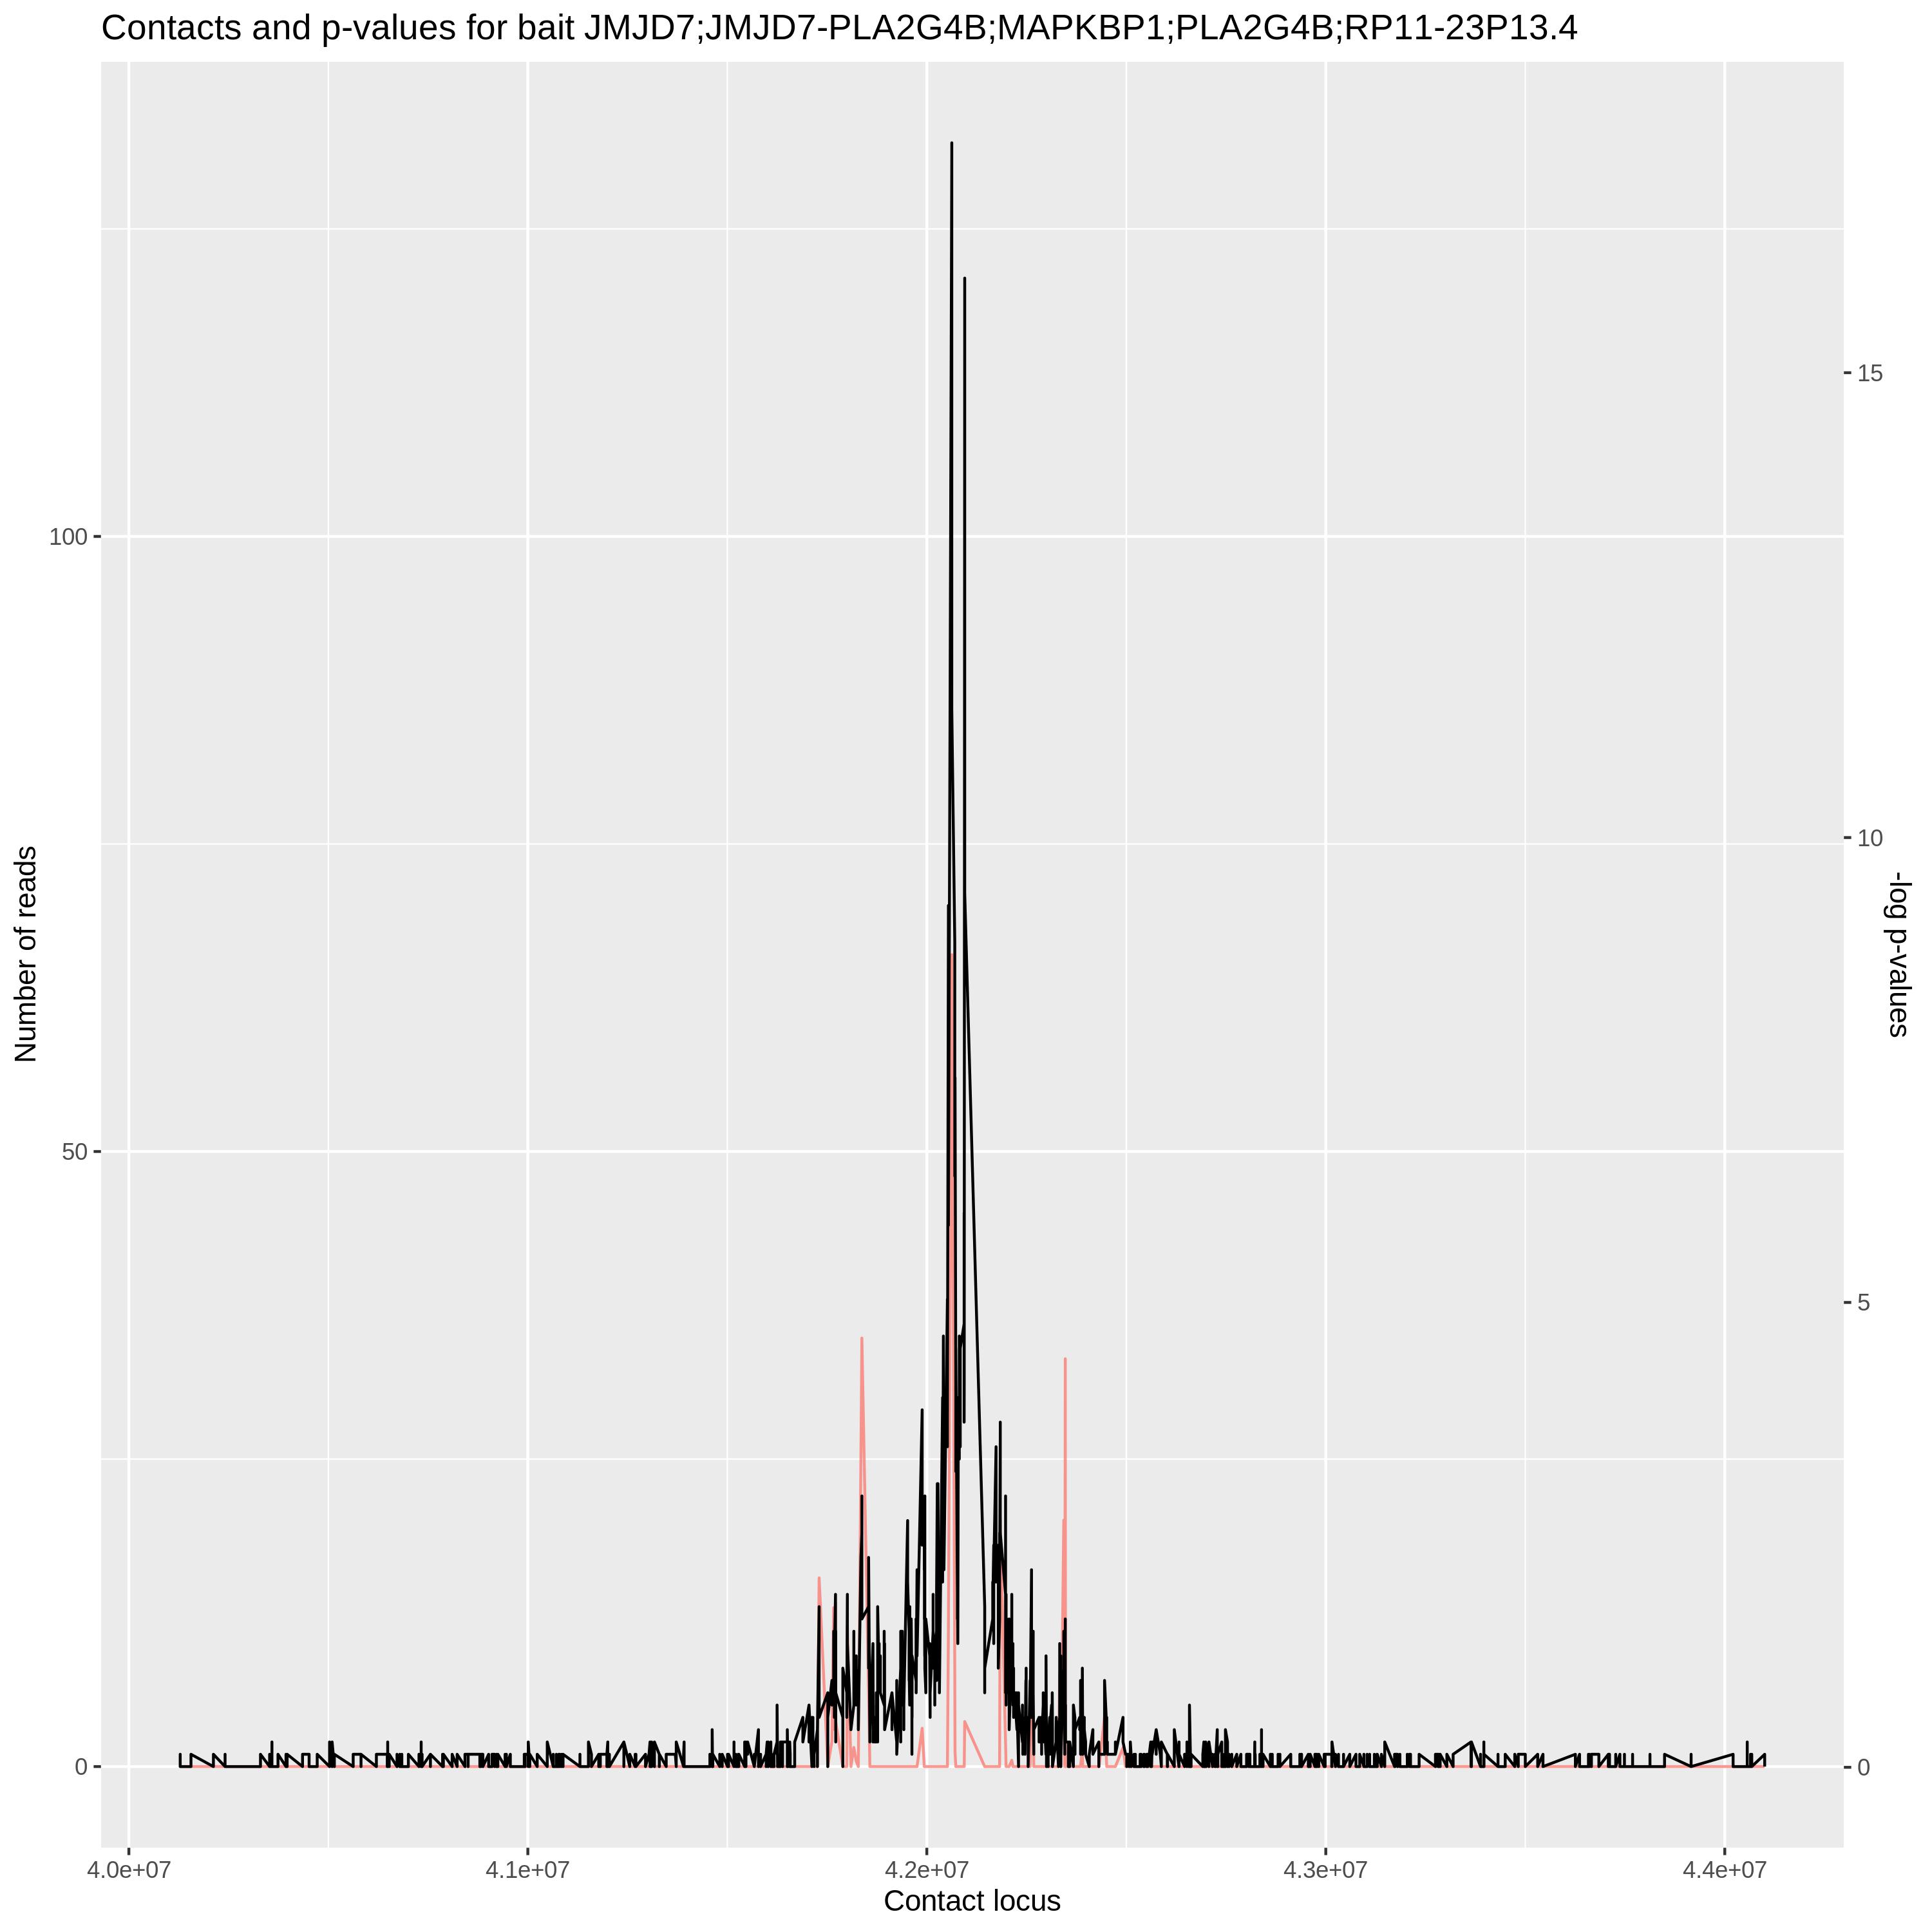 Contacts and p-values for bait JMJD7;JMJD7-PLA2G4B;MAPKBP1;PLA2G4B;RP11-23P13.4
100
50
0
Number of reads
15
10
5
0
-log p-values
4.0e+07 4.1e+07 4.2e+07 4.3e+07 4.4e+07
Contact locus